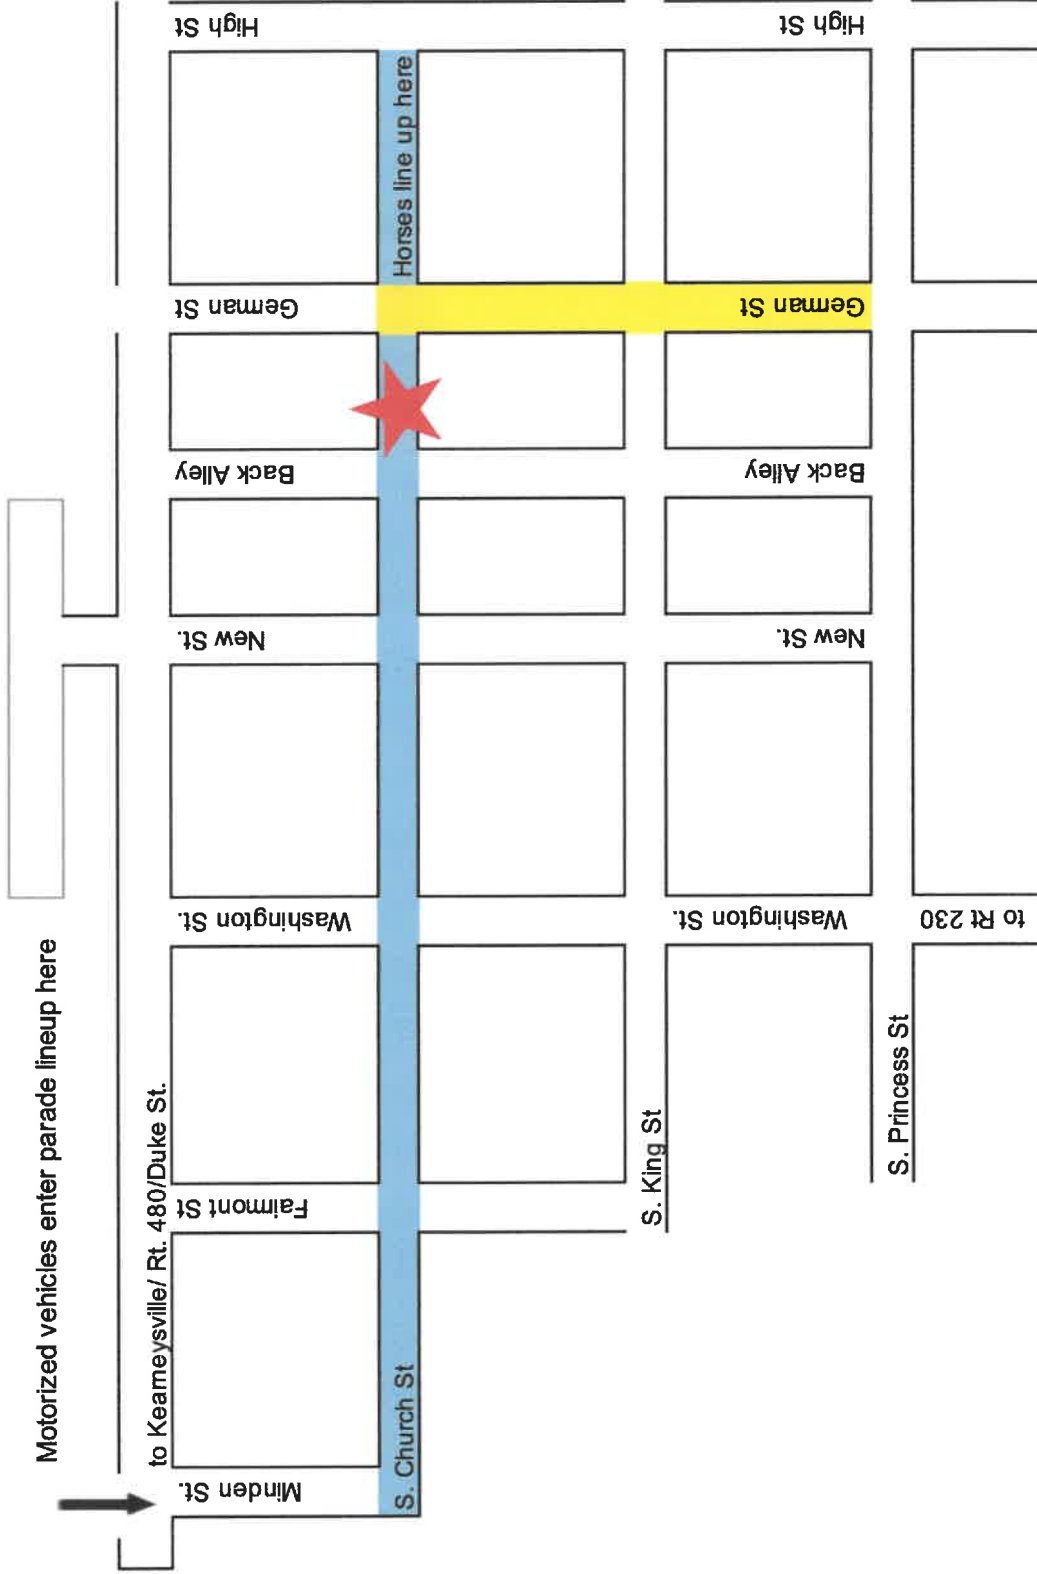 Motorized vehicles enter parade lineup here
to Kearneysville/ Rt. 480/Duke St.
Minden St.
Fairmont St
Washington St.
New St.
Back Alley
German St
High St
S. Church St
Horses line up here
S. King St
Washington St.
New St.
Back Alley
German St
High St
S. Princess St
to Rt 230